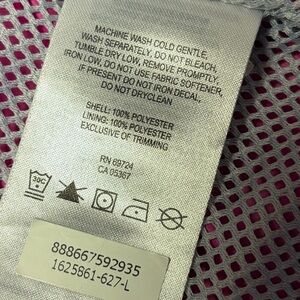 MACHINE WASH COLD GENTLE,
WASH SEPARATELY, DO NOT BLEACH,
TUMBLE DRY LOW, REMOVE PROMPTLY,
IRON LOW, DO NOT USE FABRIC SOFTENER,
IF PRESENT DO NOT IRON DECAL,
DO NOT DRYCLEAN
SHELL: 100% POLYESTER
LINING: 100% POLYESTER
EXCLUSIVE OF TRIMMING
RN 69724
CA 05367
30C
888667592935
1625861-627-L